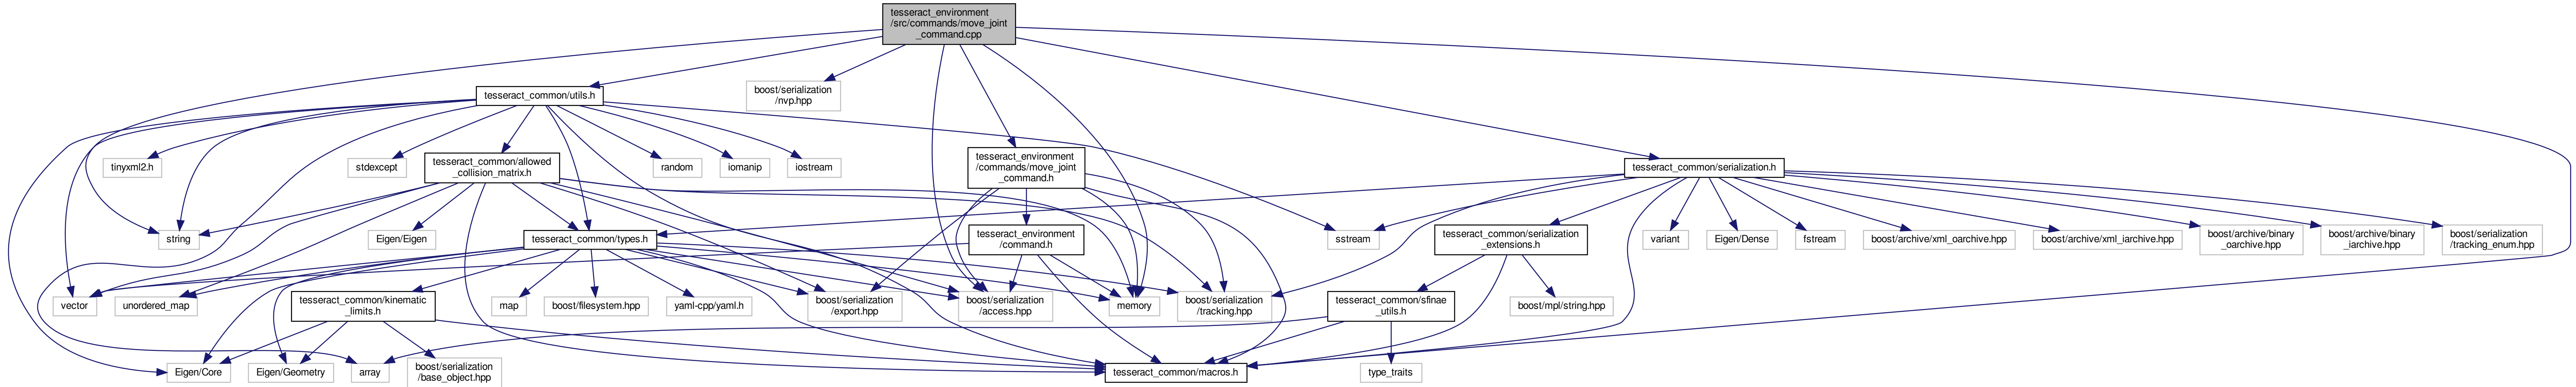 tesseract_environment
/src/commands/move_joint
_command.cpp
boost/serialization
/nvp.hpp
tesseract_common/utils.h
tinyxml2.h
stdexcept
tesseract_common/allowed
_collision_matrix.h
random
iomanip
iostream
tesseract_environment
/commands/move_joint
_command.h
tesseract_common/serialization.h
string
Eigen/Eigen
tesseract_common/types.h
tesseract_environment
/command.h
sstream
tesseract_common/serialization
_extensions.h
variant
Eigen/Dense
fstream
boost/archive/xml_oarchive.hpp
boost/archive/xml_iarchive.hpp
boost/archive/binary
_oarchive.hpp
boost/archive/binary
_iarchive.hpp
boost/serialization
/tracking_enum.hpp
vector
unordered_map
tesseract_common/kinematic
_limits.h
map
boost/filesystem.hpp
yaml-cpp/yaml.h
boost/serialization
/export.hpp
boost/serialization
/access.hpp
memory
boost/serialization
/tracking.hpp
tesseract_common/sfinae
_utils.h
boost/mpl/string.hpp
Eigen/Core
Eigen/Geometry
array
boost/serialization
/base_object.hpp
tesseract_common/macros.h
type_traits